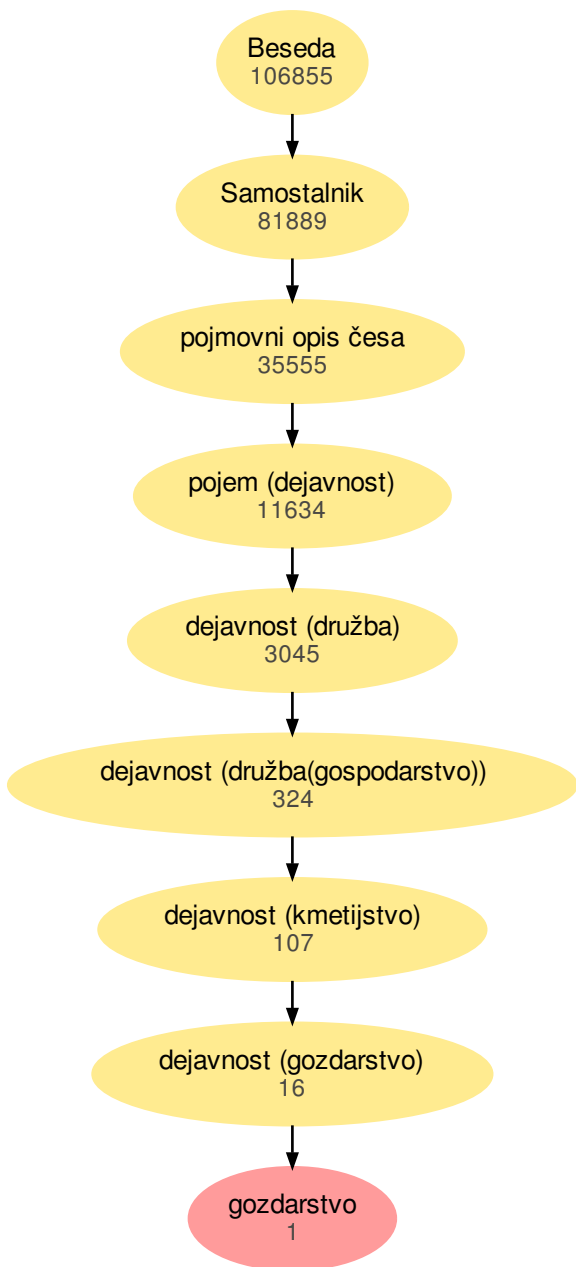 Beseda
106855
Samostalnik
81889
pojmovni opis česa
35555
pojem (dejavnost)
11634
dejavnost (družba)
3045
dejavnost (družba(gospodarstvo))
324
dejavnost (kmetijstvo)
107
dejavnost (gozdarstvo)
16
gozdarstvo
1